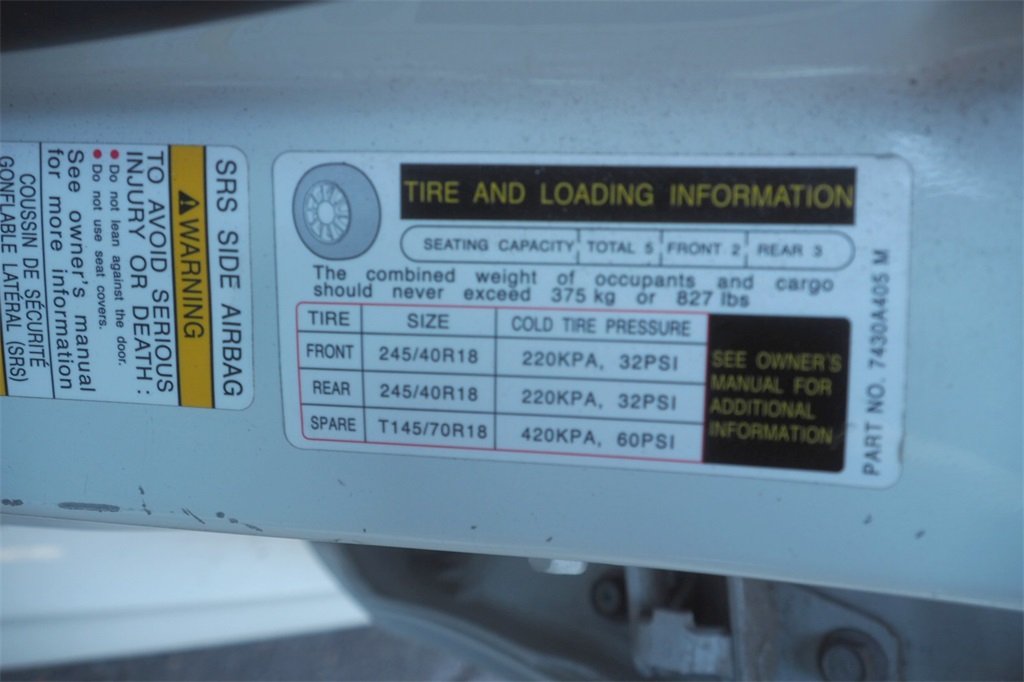 SRS SIDE AIRBAG
WARNING
TO AVOID SERIOUS
INJURY OR DEATH:
● Do not lean against the door.
● Do not use seat covers.
See owner's manual
for more information
COUSSIN DE SÉCURITÉ
GONFLABLE LATÉRAL (SRS)
TIRE AND LOADING INFORMATION
SEATING CAPACITY TOTAL 5 FRONT 2 REAR 3
The combined weight of occupants and cargo
should never exceed 375 kg or 827 lbs
TIRE SIZE COLD TIRE PRESSURE
FRONT 245/40R18 220KPA, 32PSI
REAR 245/40R18 220KPA, 32PSI
SPARE T145/70R18 420KPA, 60PSI
SEE OWNER'S
MANUAL FOR
ADDITIONAL
INFORMATION
PART NO. 7430A465 M